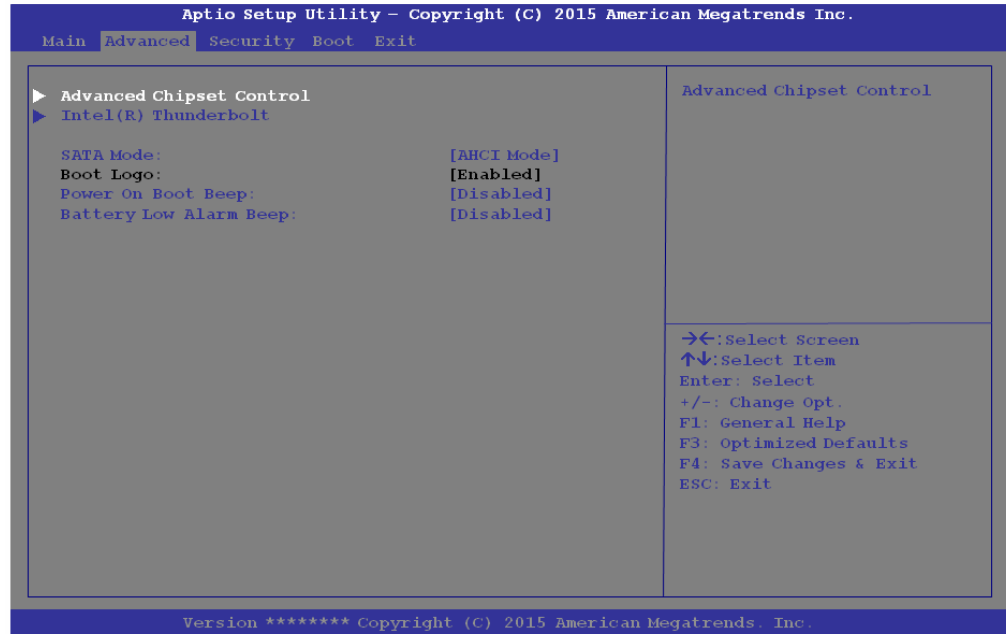 Aptio Setup Utility – Copyright (C) 2015 American Megatrends Inc.
Main Advanced Security Boot Exit
▶ Advanced Chipset Control
▶ Intel(R) Thunderbolt
SATA Mode: [AHCI Mode]
Boot Logo: [Enabled]
Power On Boot Beep: [Disabled]
Battery Low Alarm Beep: [Disabled]
Advanced Chipset Control
→←:Select Screen
↑↓:Select Item
Enter: Select
+/-: Change Opt.
F1: General Help
F3: Optimized Defaults
F4: Save Changes & Exit
ESC: Exit
Version ******** Copyright (C) 2015 American Megatrends. Inc.